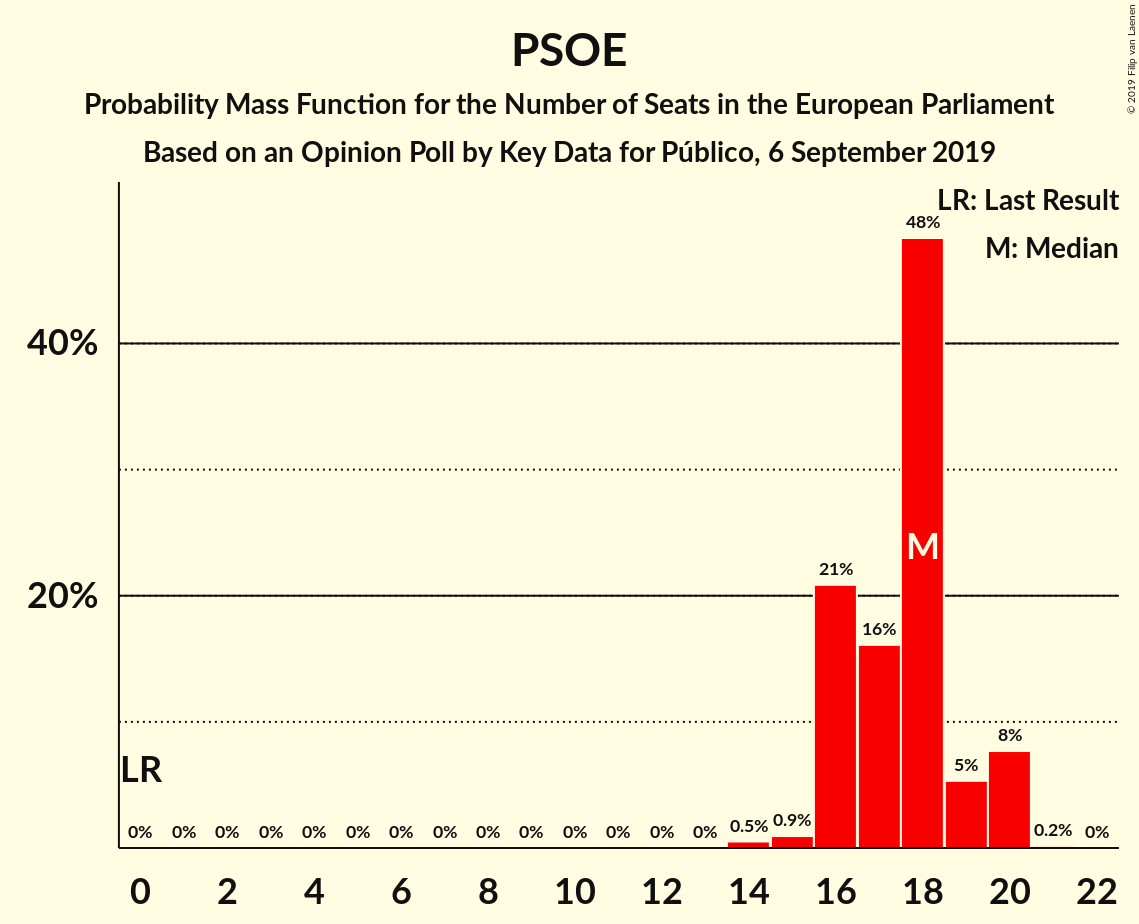 PSOE
Probability Mass Function for the Number of Seats in the European Parliament
Based on an Opinion Poll by Key Data for Público, 6 September 2019
© 2019 Filip van Laenen
LR: Last Result
M: Median
48%
40%
M
21%
20%
16%
8%
5%
LR
0% 0% 0% 0% 0% 0% 0% 0% 0% 0% 0% 0% 0% 0% 0.5% 0.9% 0.2% 0%
0 2 4 6 8 10 12 14 16 18 20 22